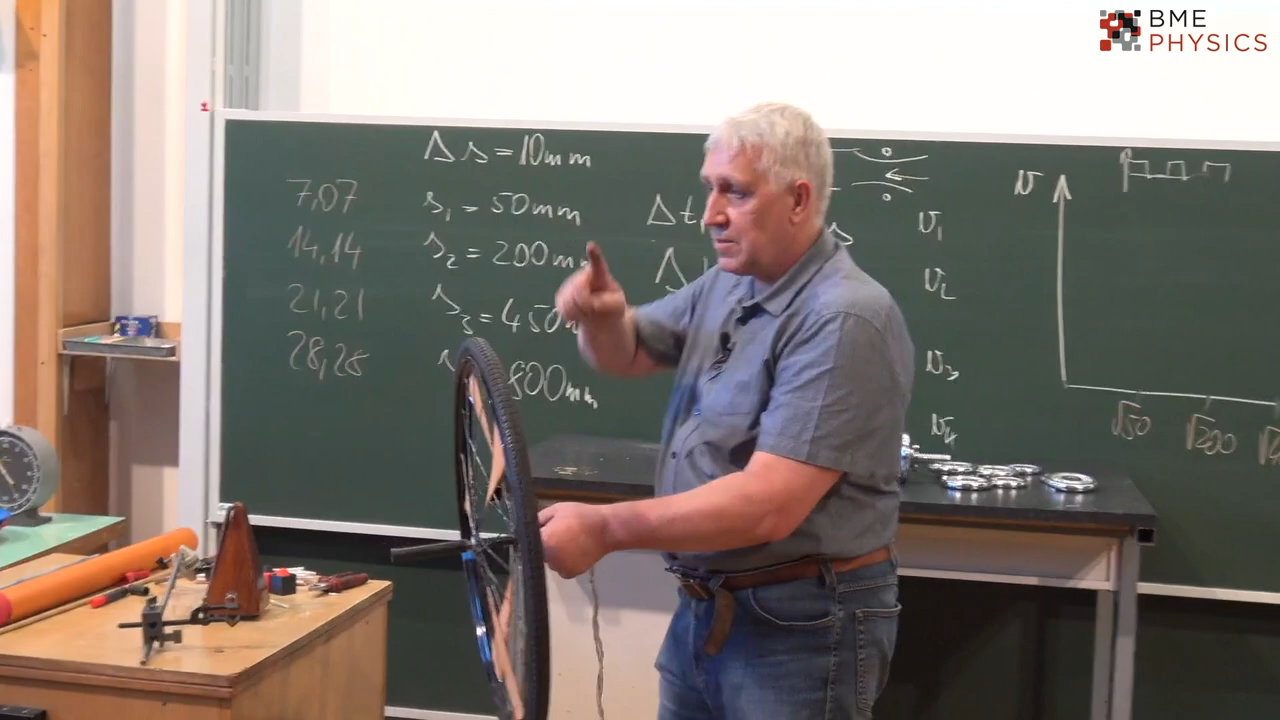 BME
PHYSICS
7,07
14,14
21,21
28,28
Δs = 10mm
s₁ = 50mm
s₂ = 200mm
s₃ = 450
800mm
Δt₁
Δ
s
v₁
v₂
v₃
v₄
v
√50
√200